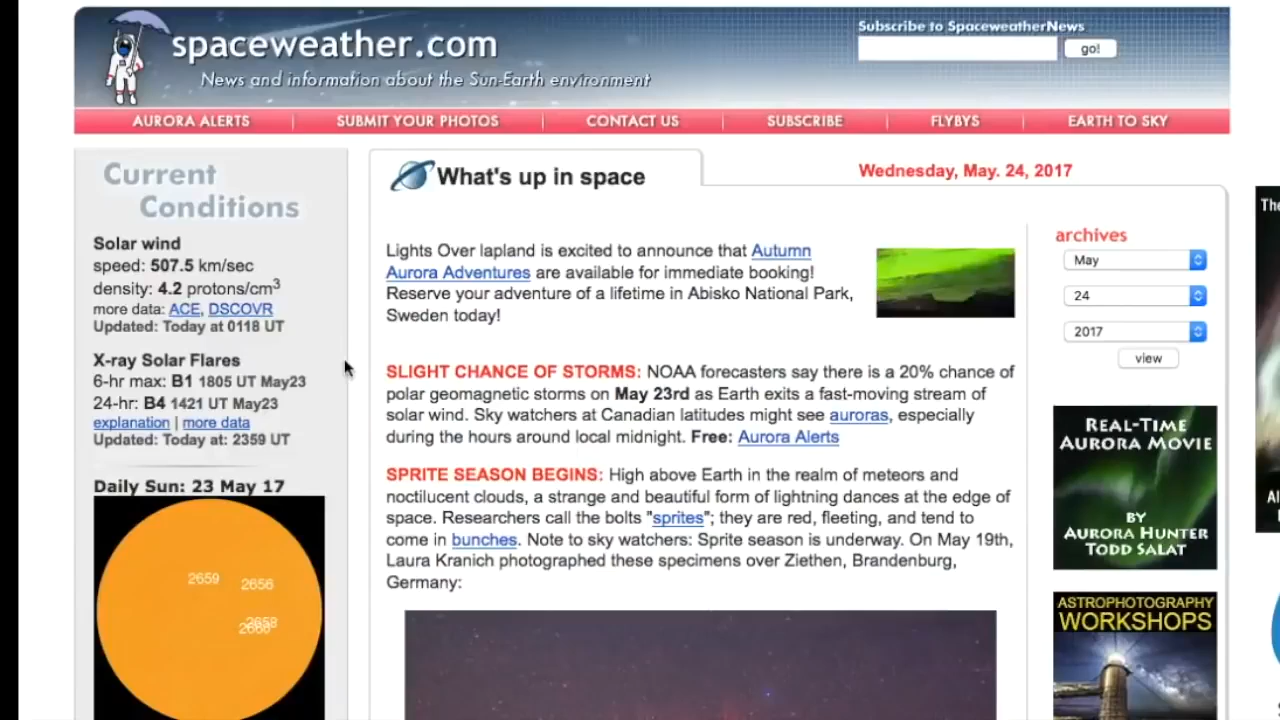 spaceweather.com
News and information about the Sun-Earth environment
Subscribe to SpaceweatherNews
go!
AURORA ALERTS | SUBMIT YOUR PHOTOS | CONTACT US | SUBSCRIBE | FLYBYS | EARTH TO SKY
Current
Conditions
Solar wind
speed: 507.5 km/sec
density: 4.2 protons/cm3
more data: ACE, DSCOVR
Updated: Today at 0118 UT
X-ray Solar Flares
6-hr max: B1 1805 UT May23
24-hr: B4 1421 UT May23
explanation | more data
Updated: Today at: 2359 UT
Daily Sun: 23 May 17
2659
2656
2658
What's up in space
Wednesday, May. 24, 2017
Lights Over lapland is excited to announce that Autumn
Aurora Adventures are available for immediate booking!
Reserve your adventure of a lifetime in Abisko National Park,
Sweden today!
SLIGHT CHANCE OF STORMS: NOAA forecasters say there is a 20% chance of
polar geomagnetic storms on May 23rd as Earth exits a fast-moving stream of
solar wind. Sky watchers at Canadian latitudes might see auroras, especially
during the hours around local midnight. Free: Aurora Alerts
SPRITE SEASON BEGINS: High above Earth in the realm of meteors and
noctilucent clouds, a strange and beautiful form of lightning dances at the edge of
space. Researchers call the bolts "sprites"; they are red, fleeting, and tend to
come in bunches. Note to sky watchers: Sprite season is underway. On May 19th,
Laura Kranich photographed these specimens over Ziethen, Brandenburg,
Germany:
archives
May
24
2017
view
REAL-TIME
AURORA MOVIE
BY
AURORA HUNTER
TODD SALAT
ASTROPHOTOGRAPHY
WORKSHOPS